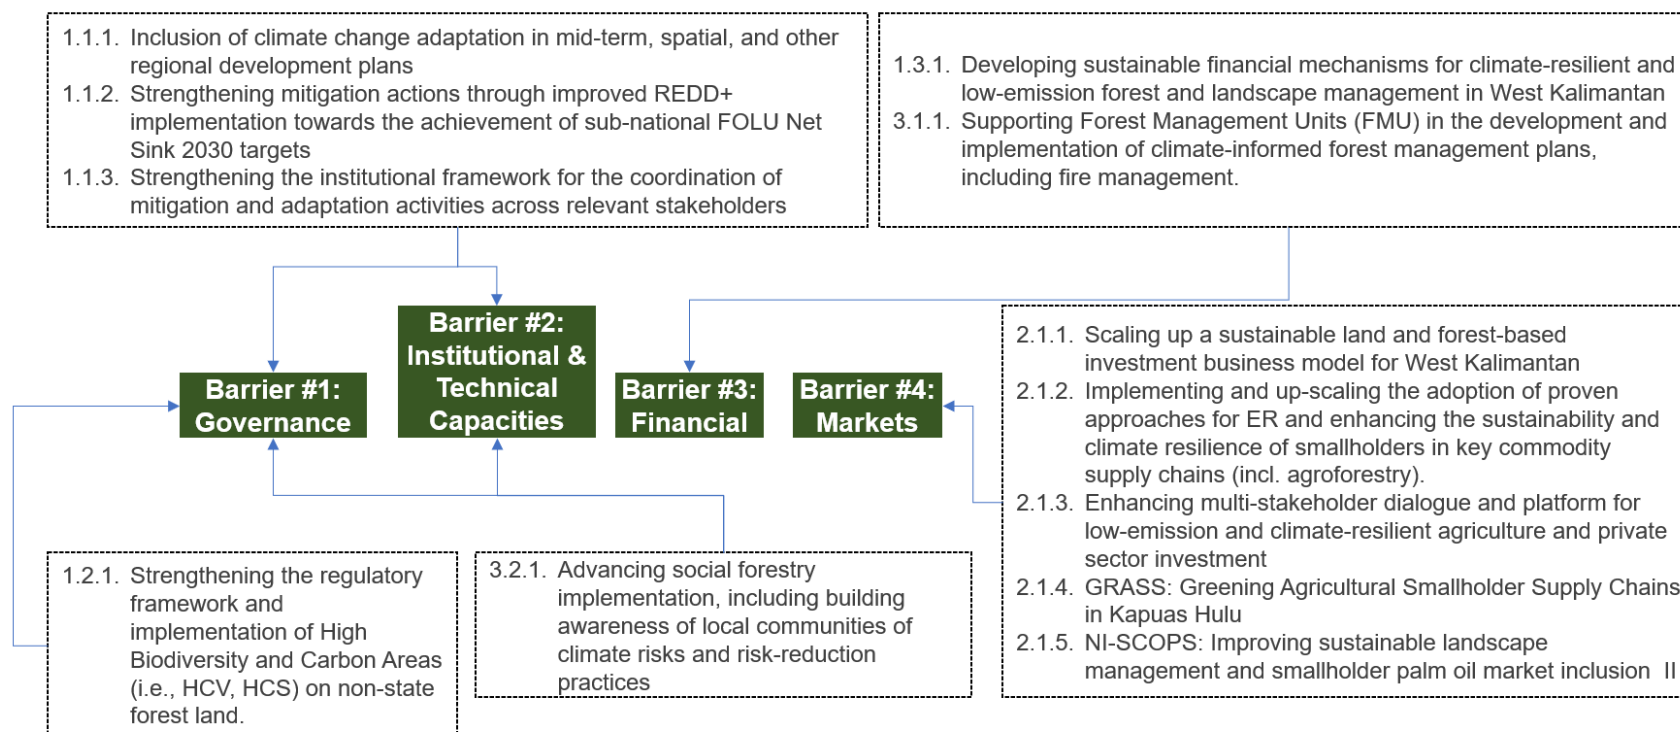 1.1.1. Inclusion of climate change adaptation in mid-term, spatial, and other
regional development plans
1.1.2. Strengthening mitigation actions through improved REDD+
implementation towards the achievement of sub-national FOLU Net
Sink 2030 targets
1.1.3. Strengthening the institutional framework for the coordination of
mitigation and adaptation activities across relevant stakeholders
1.3.1. Developing sustainable financial mechanisms for climate-resilient and
low-emission forest and landscape management in West Kalimantan
3.1.1. Supporting Forest Management Units (FMU) in the development and
implementation of climate-informed forest management plans,
including fire management.
Barrier #1:
Governance
Barrier #2:
Institutional &
Technical
Capacities
Barrier #3:
Financial
Barrier #4:
Markets
2.1.1. Scaling up a sustainable land and forest-based
investment business model for West Kalimantan
2.1.2. Implementing and up-scaling the adoption of proven
approaches for ER and enhancing the sustainability and
climate resilience of smallholders in key commodity
supply chains (incl. agroforestry).
2.1.3. Enhancing multi-stakeholder dialogue and platform for
low-emission and climate-resilient agriculture and private
sector investment
2.1.4. GRASS: Greening Agricultural Smallholder Supply Chains
in Kapuas Hulu
2.1.5. NI-SCOPS: Improving sustainable landscape
management and smallholder palm oil market inclusion II
1.2.1. Strengthening the regulatory
framework and
implementation of High
Biodiversity and Carbon Areas
(i.e., HCV, HCS) on non-state
forest land.
3.2.1. Advancing social forestry
implementation, including building
awareness of local communities of
climate risks and risk-reduction
practices